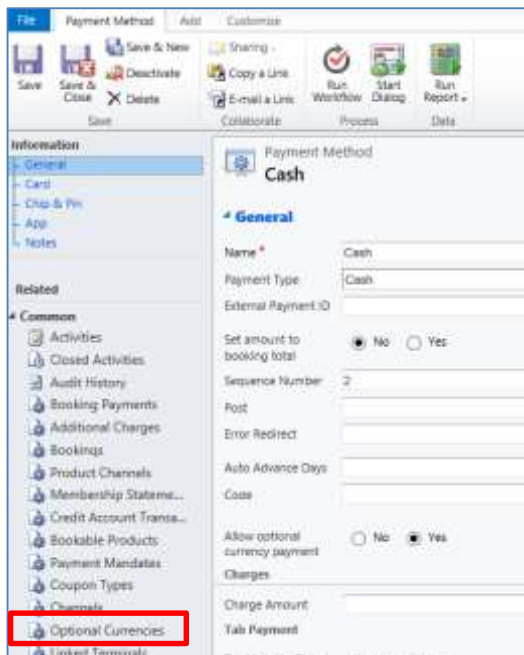 File Payment Method Add Customize
Save
Save & Close
Save & New
Deactivate
Delete
Sharing
Copy a Link
E-mail a Link
Run Workflow
Start Dialog
Run Report
Save Collaborate Process Data
Information
General
Card
Chip & Pin
App
Notes
Related
Common
Activities
Closed Activities
Audit History
Booking Payments
Additional Charges
Bookings
Product Channels
Membership Stateme...
Credit Account Transa...
Bookable Products
Payment Mandates
Coupon Types
Channels
Optional Currencies
Linked Terminals
Payment Method
Cash
General
Name * Cash
Payment Type Cash
External Payment ID
Set amount to booking total No Yes
Sequence Number 2
Post
Error Redirect
Auto Advance Days
Code
Allow optional currency payment No Yes
Charges
Charge Amount
Tab Payment